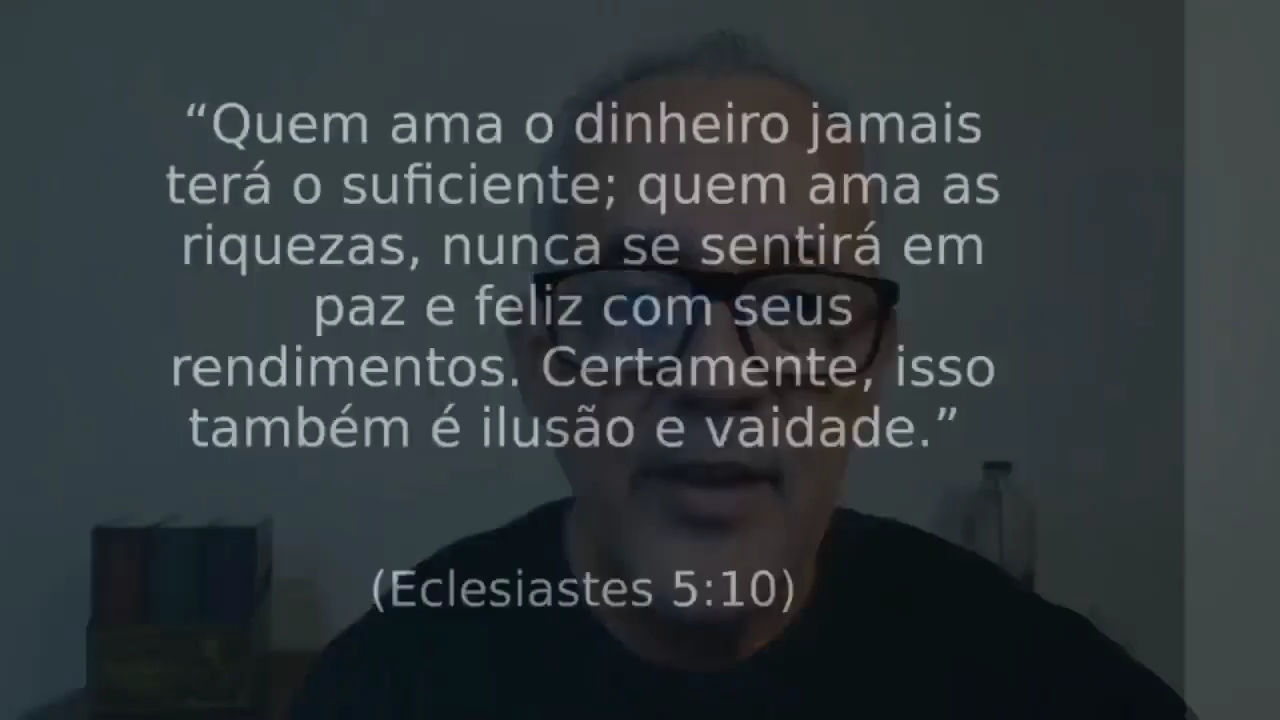 “Quem ama o dinheiro jamais
terá o suficiente; quem ama as
riquezas, nunca se sentirá em
paz e feliz com seus
rendimentos. Certamente, isso
também é ilusão e vaidade.”
(Eclesiastes 5:10)